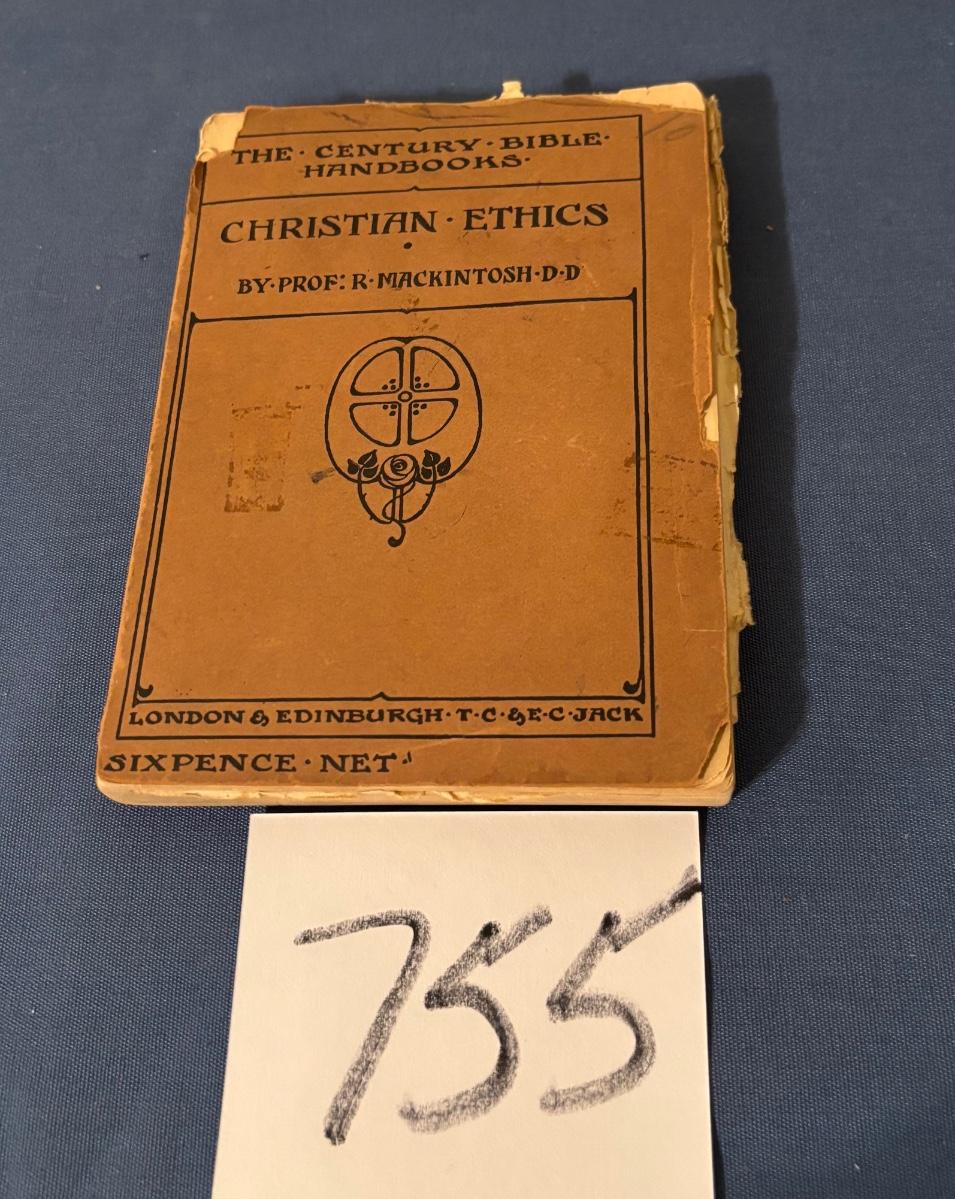 THE · CENTURY · BIBLE ·
HANDBOOKS ·
CHRISTIAN · ETHICS
BY · PROF: R · MACKINTOSH · D · D
LONDON & EDINBURGH · T · C · & E · C · JACK
SIXPENCE · NET
755